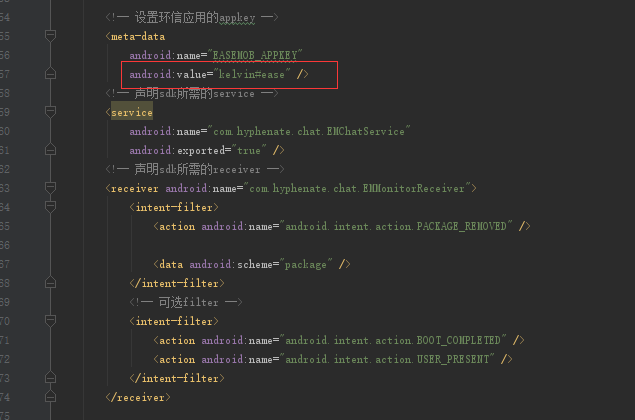 54
<!-- 设置环信应用的appkey -->
55
<meta-data
56
android:name="EASEMOB_APPKEY"
57
android:value="kelvin#ease" />
58
<!-- 声明sdk所需的service -->
59
<service
60
android:name="com.hyphenate.chat.EMChatService"
61
android:exported="true" />
62
<!-- 声明sdk所需的receiver -->
63
<receiver android:name="com.hyphenate.chat.EMMonitorReceiver">
64
<intent-filter>
65
<action android:name="android.intent.action.PACKAGE_REMOVED" />
66
67
<data android:scheme="package" />
68
</intent-filter>
69
<!-- 可选filter -->
70
<intent-filter>
71
<action android:name="android.intent.action.BOOT_COMPLETED" />
72
<action android:name="android.intent.action.USER_PRESENT" />
73
</intent-filter>
74
</receiver>
75